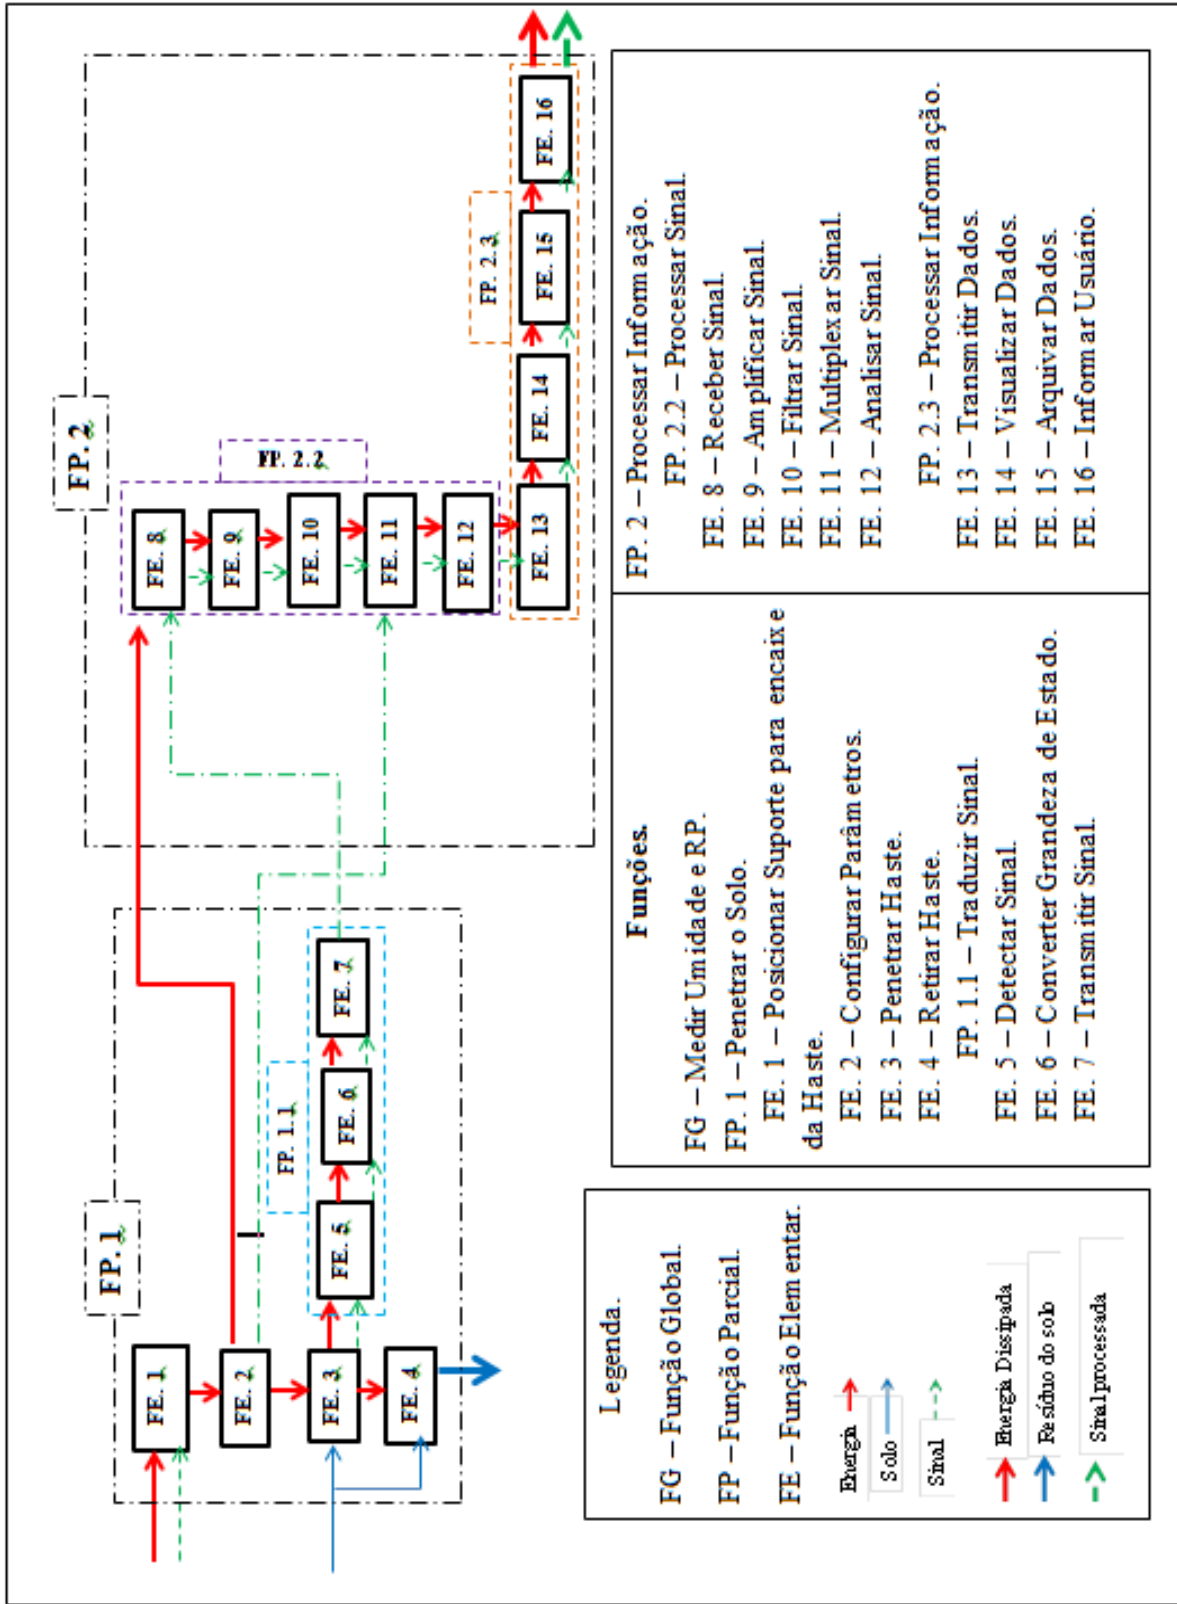 FP. 1
FE. 1
FE. 2
FE. 3
FE. 4
FP. 1.1
FE. 5
FE. 6
FE. 7
FP. 2
FP. 2.2
FE. 8
FE. 9
FE. 10
FE. 11
FE. 12
FP. 2.3
FE. 13
FE. 14
FE. 15
FE. 16
Legenda.
FG – Função Global.
FP – Função Parcial.
FE – Função Elementar.
Energia
Solo
Sinal
Energia Dissipada
Resíduo do solo
Sinal processada
Funções.
FG – Medir Umidade e RP.
FP. 1 – Penetrar o Solo.
FE. 1 – Posicionar Suporte para encaixe e
da Haste.
FE. 2 – Configurar Parâmetros.
FE. 3 – Penetrar Haste.
FE. 4 – Retirar Haste.
FP. 1.1 – Traduzir Sinal.
FE. 5 – Detectar Sinal.
FE. 6 – Converter Grandeza de Estado.
FE. 7 – Transmitir Sinal.
FP. 2 – Processar Informação.
FP. 2.2 – Processar Sinal.
FE. 8 – Receber Sinal.
FE. 9 – Amplificar Sinal.
FE. 10 – Filtrar Sinal.
FE. 11 – Multiplexar Sinal.
FE. 12 – Analisar Sinal.
FP. 2.3 – Processar Informação.
FE. 13 – Transmitir Dados.
FE. 14 – Visualizar Dados.
FE. 15 – Arquivar Dados.
FE. 16 – Informar Usuário.